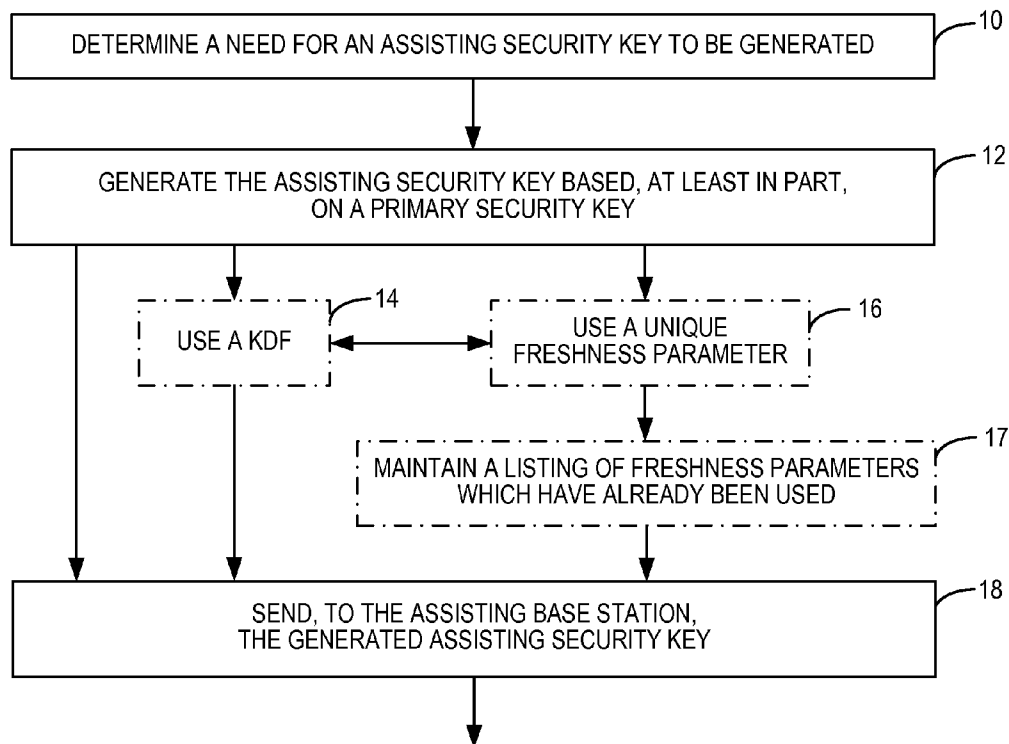 DETERMINE A NEED FOR AN ASSISTING SECURITY KEY TO BE GENERATED
10
GENERATE THE ASSISTING SECURITY KEY BASED, AT LEAST IN PART,
ON A PRIMARY SECURITY KEY
12
USE A KDF
14
USE A UNIQUE
FRESHNESS PARAMETER
16
MAINTAIN A LISTING OF FRESHNESS PARAMETERS
WHICH HAVE ALREADY BEEN USED
17
SEND, TO THE ASSISTING BASE STATION,
THE GENERATED ASSISTING SECURITY KEY
18